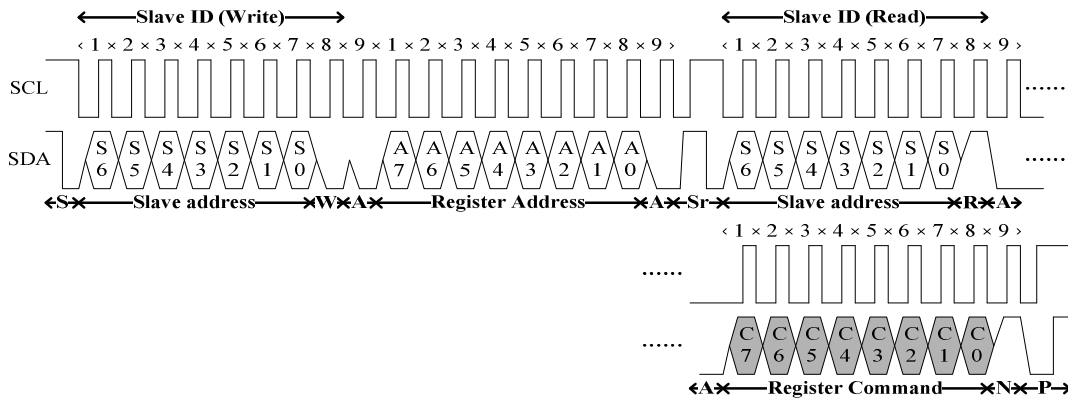 Slave ID (Write) Slave ID (Read)
‹ 1 × 2 × 3 × 4 × 5 × 6 × 7 × 8 × 9 × 1 × 2 × 3 × 4 × 5 × 6 × 7 × 8 × 9 › ‹ 1 × 2 × 3 × 4 × 5 × 6 × 7 × 8 × 9 ›
SCL ......
SDA S6 S5 S4 S3 S2 S1 S0 A7 A6 A5 A4 A3 A2 A1 A0 S6 S5 S4 S3 S2 S1 S0 ......
S Slave address W A Register Address A Sr Slave address R A
‹ 1 × 2 × 3 × 4 × 5 × 6 × 7 × 8 × 9 ›
......
...... C7 C6 C5 C4 C3 C2 C1 C0
A Register Command N P